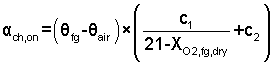 α_ch,on = (θ_fg - θ_air) × (c_1 / (21 - X_O2,fg,dry) + c_2)